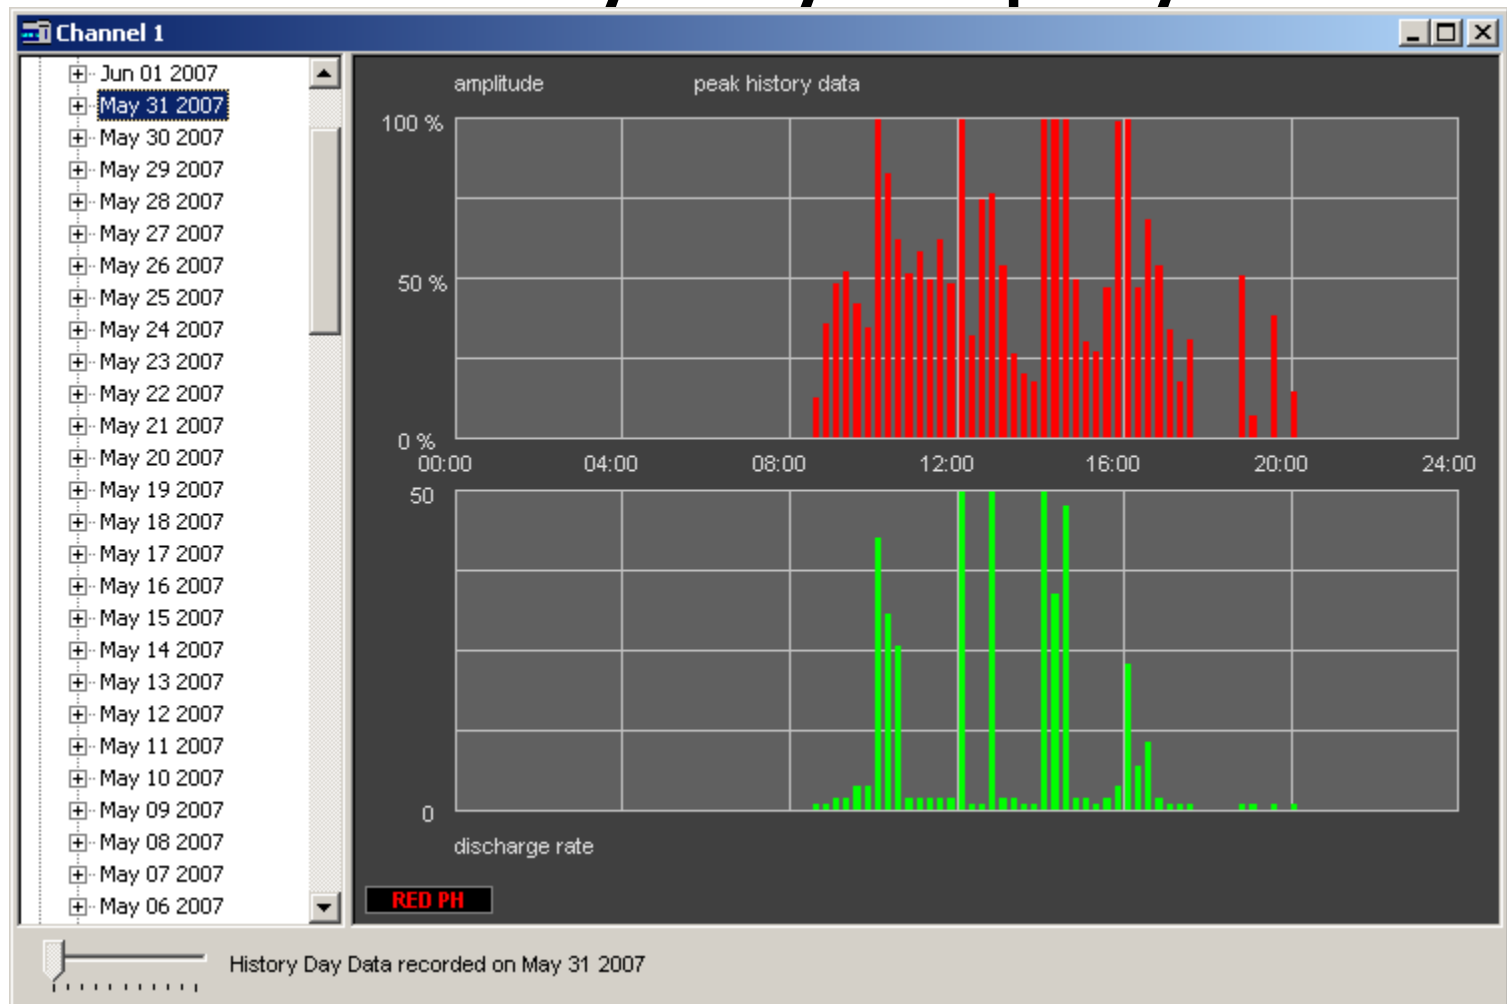 Channel 1
Jun 01 2007
May 31 2007
May 30 2007
May 29 2007
May 28 2007
May 27 2007
May 26 2007
May 25 2007
May 24 2007
May 23 2007
May 22 2007
May 21 2007
May 20 2007
May 19 2007
May 18 2007
May 17 2007
May 16 2007
May 15 2007
May 14 2007
May 13 2007
May 12 2007
May 11 2007
May 10 2007
May 09 2007
May 08 2007
May 07 2007
May 06 2007
amplitude peak history data
100 %
50 %
0 %
00:00 04:00 08:00 12:00 16:00 20:00 24:00
50
0
discharge rate
RED PH
History Day Data recorded on May 31 2007